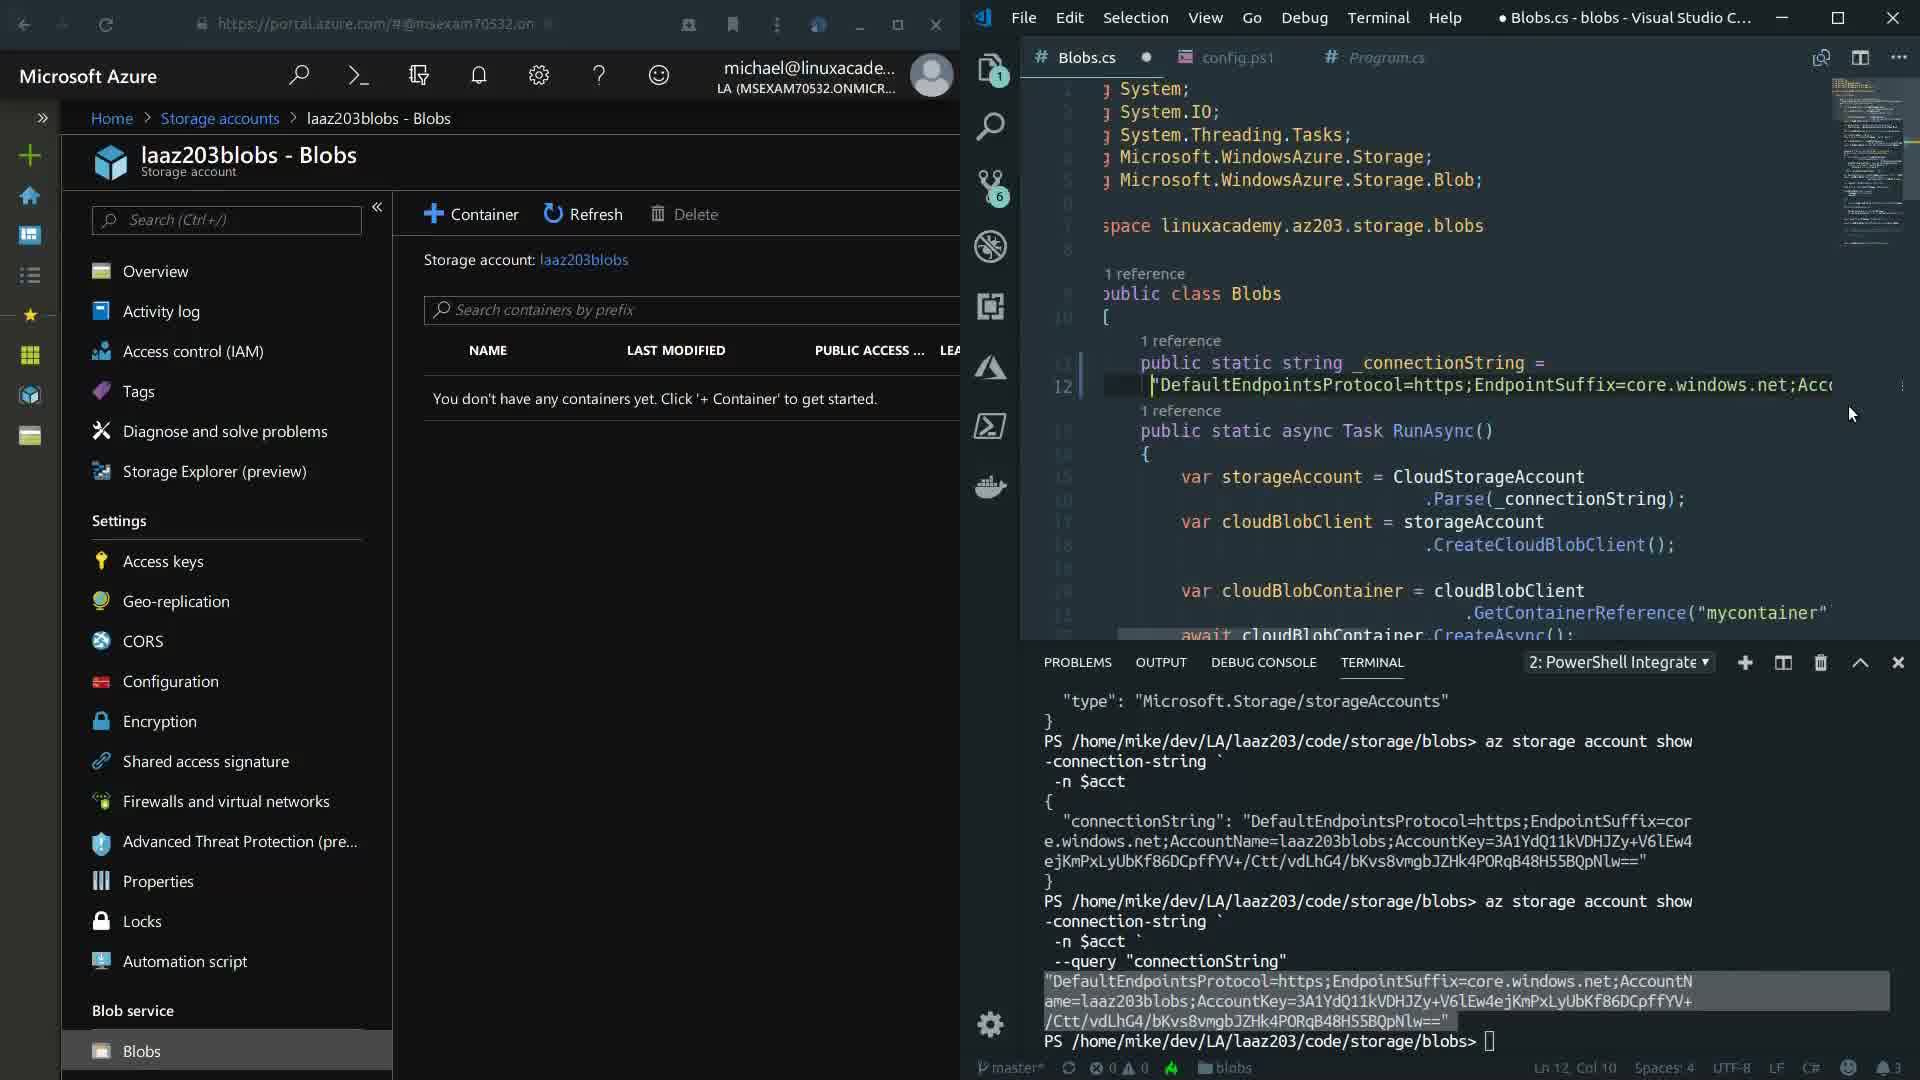 https://portal.azure.com/#@msexam70532.on
Microsoft Azure
michael@linuxacade...
LA (MSEXAM70532.ONMICR...
Home > Storage accounts > laaz203blobs - Blobs
laaz203blobs - Blobs
Storage account
Search (Ctrl+/)
Overview
Activity log
Access control (IAM)
Tags
Diagnose and solve problems
Storage Explorer (preview)
Settings
Access keys
Geo-replication
CORS
Configuration
Encryption
Shared access signature
Firewalls and virtual networks
Advanced Threat Protection (pre...
Properties
Locks
Automation script
Blob service
Blobs
Container Refresh Delete
Storage account: laaz203blobs
Search containers by prefix
NAME LAST MODIFIED PUBLIC ACCESS ... LEA
You don't have any containers yet. Click '+ Container' to get started.
File Edit Selection View Go Debug Terminal Help ● Blobs.cs - blobs - Visual Studio C...
# Blobs.cs ● config.ps1 # Program.cs
1
6
g System;
g System.IO;
g System.Threading.Tasks;
g Microsoft.WindowsAzure.Storage;
g Microsoft.WindowsAzure.Storage.Blob;
space linuxacademy.az203.storage.blobs
8
1 reference
public class Blobs
10 {
1 reference
public static string _connectionString =
12 "DefaultEndpointsProtocol=https;EndpointSuffix=core.windows.net;Acco
1 reference
public static async Task RunAsync()
{
var storageAccount = CloudStorageAccount
.Parse(_connectionString);
var cloudBlobClient = storageAccount
18 .CreateCloudBlobClient();
var cloudBlobContainer = cloudBlobClient
.GetContainerReference("mycontainer"
await cloudBlobContainer.CreateAsync();
PROBLEMS OUTPUT DEBUG CONSOLE TERMINAL 2: PowerShell Integrate
"type": "Microsoft.Storage/storageAccounts"
}
PS /home/mike/dev/LA/laaz203/code/storage/blobs> az storage account show
-connection-string `
-n $acct
{
"connectionString": "DefaultEndpointsProtocol=https;EndpointSuffix=cor
e.windows.net;AccountName=laaz203blobs;AccountKey=3A1YdQ11kVDHJZy+V6lEw4
ejKmPxLyUbKf86DCpffYV+/Ctt/vdLhG4/bKvs8vmgbJZHk4PORqB48H55BQpNlw=="
}
PS /home/mike/dev/LA/laaz203/code/storage/blobs> az storage account show
-connection-string `
-n $acct `
--query "connectionString"
"DefaultEndpointsProtocol=https;EndpointSuffix=core.windows.net;AccountN
ame=laaz203blobs;AccountKey=3A1YdQ11kVDHJZy+V6lEw4ejKmPxLyUbKf86DCpffYV+
/Ctt/vdLhG4/bKvs8vmgbJZHk4PORqB48H55BQpNlw=="
PS /home/mike/dev/LA/laaz203/code/storage/blobs>
master* 0 0 blobs Ln 12, Col 10 Spaces: 4 UTF-8 LF C# 3